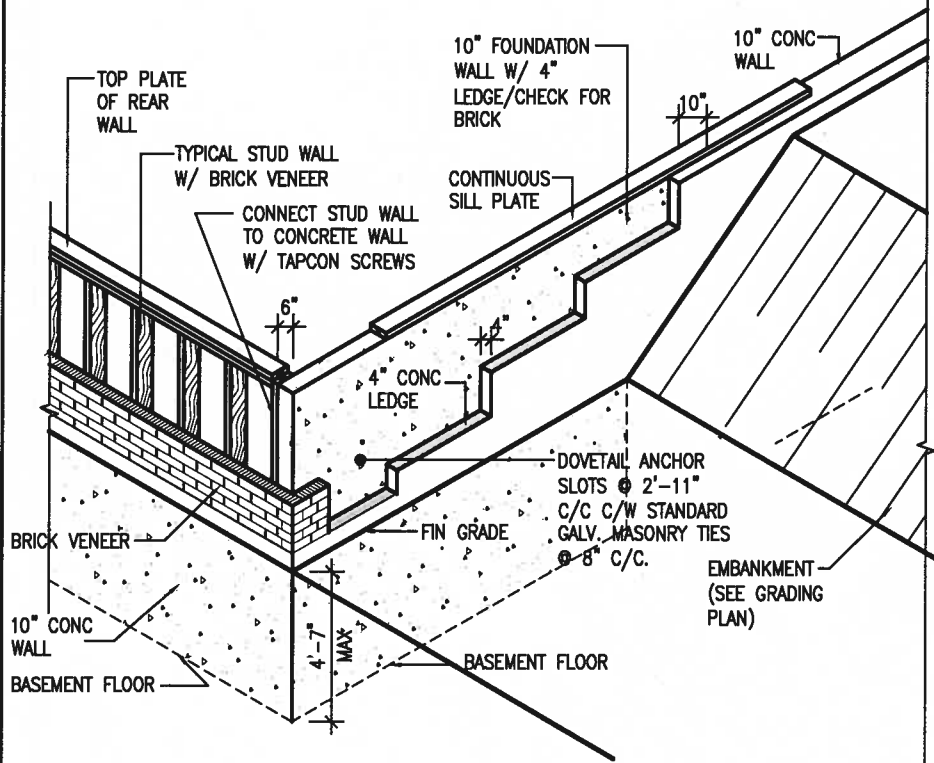 10" FOUNDATION
WALL W/ 4"
LEDGE/CHECK FOR
BRICK
10" CONC
WALL
TOP PLATE
OF REAR
WALL
10"
TYPICAL STUD WALL
W/ BRICK VENEER
CONTINUOUS
SILL PLATE
CONNECT STUD WALL
TO CONCRETE WALL
W/ TAPCON SCREWS
6"
4"
4" CONC
LEDGE
DOVETAIL ANCHOR
SLOTS @ 2'-11"
C/C C/W STANDARD
GALV. MASONRY TIES
@ 8" C/C.
FIN GRADE
BRICK VENEER
EMBANKMENT
(SEE GRADING
PLAN)
10" CONC
WALL
4'-7"
MAX
BASEMENT FLOOR
BASEMENT FLOOR